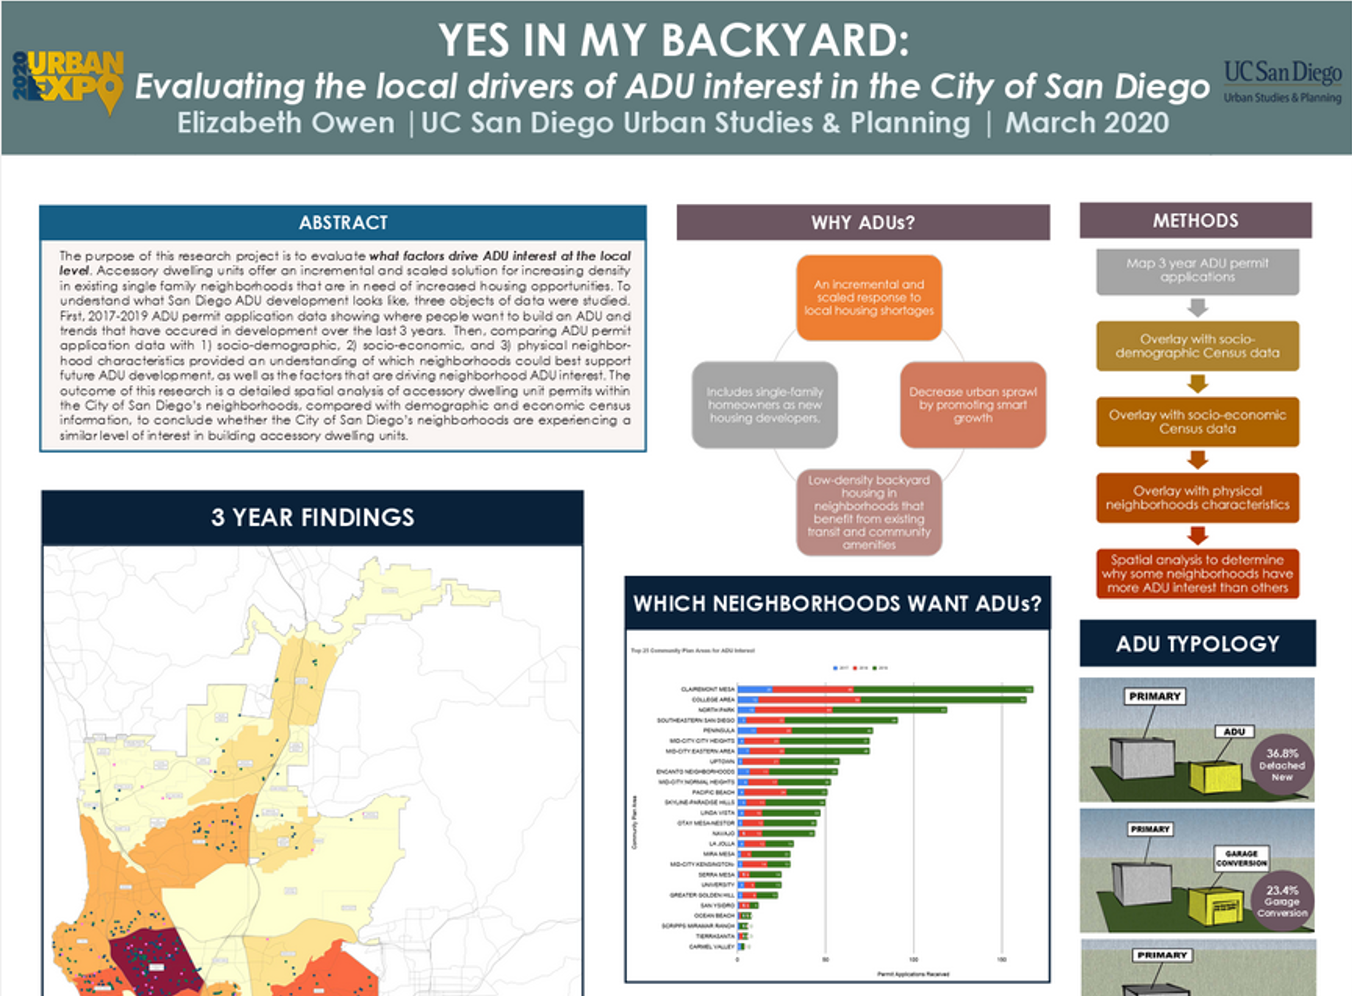 YES IN MY BACKYARD:
2020
URBAN
EXPO
Evaluating the local drivers of ADU interest in the City of San Diego
UC San Diego
Urban Studies & Planning
Elizabeth Owen | UC San Diego Urban Studies & Planning | March 2020
ABSTRACT
The purpose of this research project is to evaluate what factors drive ADU interest at the local
level. Accessory dwelling units offer an incremental and scaled solution for increasing density
in existing single family neighborhoods that are in need of increased housing opportunities. To
understand what San Diego ADU development looks like, three objects of data were studied.
First, 2017-2019 ADU permit application data showing where people want to build an ADU and
trends that have occured in development over the last 3 years. Then, comparing ADU permit
application data with 1) socio-demographic, 2) socio-economic, and 3) physical neighbor-
hood characteristics provided an understanding of which neighborhoods could best support
future ADU development, as well as the factors that are driving neighborhood ADU interest. The
outcome of this research is a detailed spatial analysis of accessory dwelling unit permits within
the City of San Diego's neighborhoods, compared with demographic and economic census
information, to conclude whether the City of San Diego's neighborhoods are experiencing a
similar level of interest in building accessory dwelling units.
WHY ADUs?
An incremental and
scaled response to
local housing shortages
Includes single-family
homeowners as new
housing developers.
Decrease urban sprawl
by promoting smart
growth
Low-density backyard
housing in
neighborhoods that
benefit from existing
transit and community
amenities
METHODS
Map 3 year ADU permit
applications
Overlay with socio-
demographic Census data
Overlay with socio-economic
Census data
Overlay with physical
neighborhoods characteristics
Spatial analysis to determine
why some neighborhoods have
more ADU interest than others
3 YEAR FINDINGS
WHICH NEIGHBORHOODS WANT ADUs?
Top 25 Community Plan Areas for ADU Interest
2017 2018 2019
CLAIREMONT MESA
COLLEGE AREA
NORTH PARK
SOUTHEASTERN SAN DIEGO
PENINSULA
MID-CITY:CITY HEIGHTS
MID-CITY:EASTERN AREA
UPTOWN
ENCANTO NEIGHBORHOODS
MID-CITY:NORMAL HEIGHTS
PACIFIC BEACH
SKYLINE-PARADISE HILLS
LINDA VISTA
OTAY MESA-NESTOR
NAVAJO
LA JOLLA
MIRA MESA
MID-CITY:KENSINGTON-
SERRA MESA
UNIVERSITY
GREATER GOLDEN HILL
SAN YSIDRO
OCEAN BEACH
SCRIPPS MIRAMAR RANCH
TIERRASANTA
CARMEL VALLEY
Community Plan Area
0 50 100 150
Permit Applications Received
ADU TYPOLOGY
PRIMARY
ADU
36.8%
Detached
New
PRIMARY
GARAGE
CONVERSION
23.4%
Garage
Conversion
PRIMARY